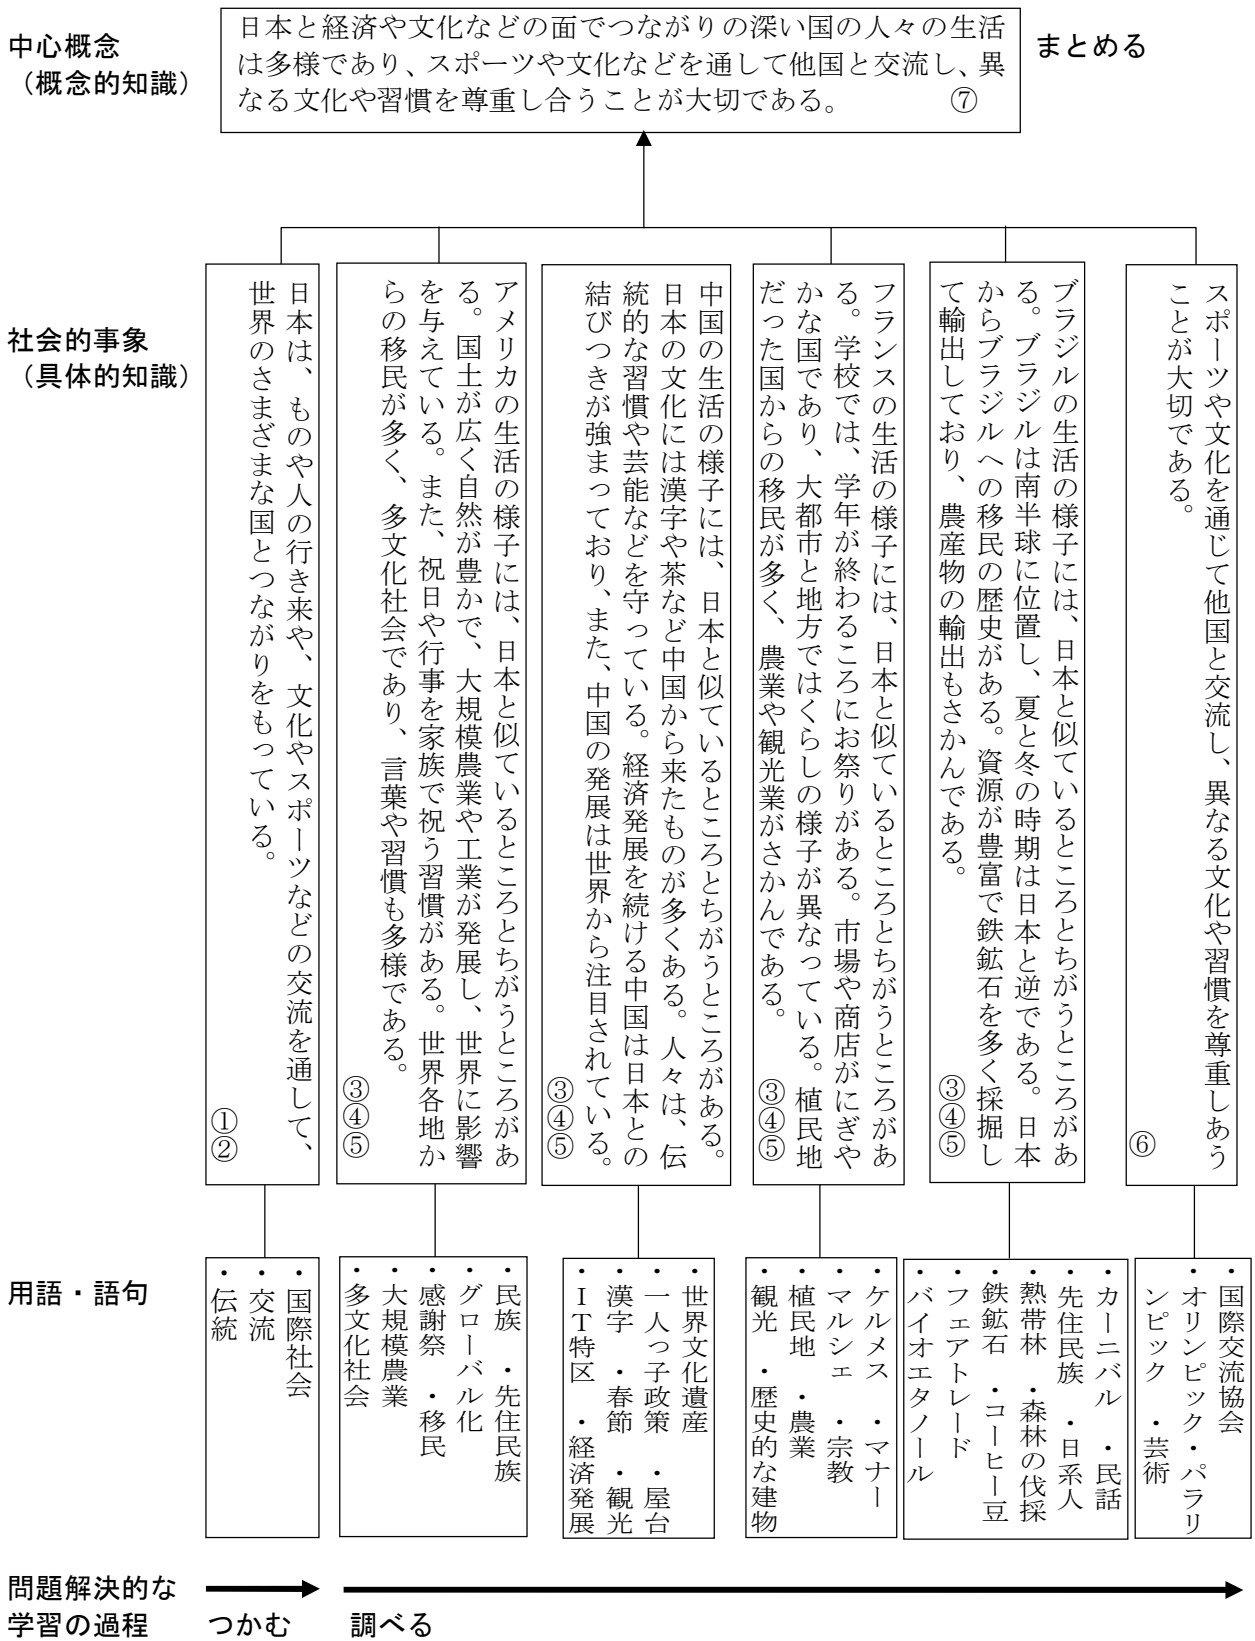 中心概念
（概念的知識）
日本と経済や文化などの面でつながりの深い国の人々の生活
は多様であり、スポーツや文化などを通して他国と交流し、異
なる文化や習慣を尊重し合うことが大切である。　⑦
まとめる
社会的事象
（具体的知識）
日本は、ものや人の行き来や、文化やスポーツなどの交流を通して、
世界のさまざまな国とつながりをもっている。
①②
アメリカの生活の様子には、日本と似ているところとちがうところがあ
る。国土が広く自然が豊かで、大規模農業や工業が発展し、世界に影響
を与えている。また、祝日や行事を家族で祝う習慣がある。世界各地か
らの移民が多く、多文化社会であり、言葉や習慣も多様である。
③④⑤
中国の生活の様子には、日本と似ているところとちがうところがある。
日本の文化には漢字や茶など中国から来たものが多くある。人々は、伝
統的な習慣や芸能などを守っている。経済発展を続ける中国は日本との
結びつきが強まっており、また、中国の発展は世界から注目されている。
③④⑤
フランスの生活の様子には、日本と似ているところとちがうところがあ
る。学校では、学年が終わるころにお祭りがある。市場や商店がにぎや
かな国であり、大都市と地方ではくらしの様子が異なっている。植民地
だった国からの移民が多く、農業や観光業がさかんである。
③④⑤
ブラジルの生活の様子には、日本と似ているところとちがうところがあ
る。ブラジルは南半球に位置し、夏と冬の時期は日本と逆である。日本
からブラジルへの移民の歴史がある。資源が豊富で鉄鉱石を多く採掘し
て輸出しており、農産物の輸出もさかんである。
③④⑤
スポーツや文化を通じて他国と交流し、異なる文化や習慣を尊重しあう
ことが大切である。
⑥
用語・語句
・国際社会
・交流
・伝統
・民族　・先住民族
・グローバル化
・感謝祭　・移民
・大規模農業
・多文化社会
・世界文化遺産
・一人っ子政策　・屋台
・漢字　・春節　・観光
・ＩＴ特区　・経済発展
・ケルメス　・マナー
・マルシェ　・宗教
・植民地　・農業
・観光　・歴史的な建物
・カーニバル　・民話
・先住民族　・日系人
・熱帯林　・森林の伐採
・鉄鉱石　・コーヒー豆
・フェアトレード
・バイオエタノール
・国際交流協会
・オリンピック・パラリ
ンピック　・芸術
問題解決的な
学習の過程
つかむ
調べる